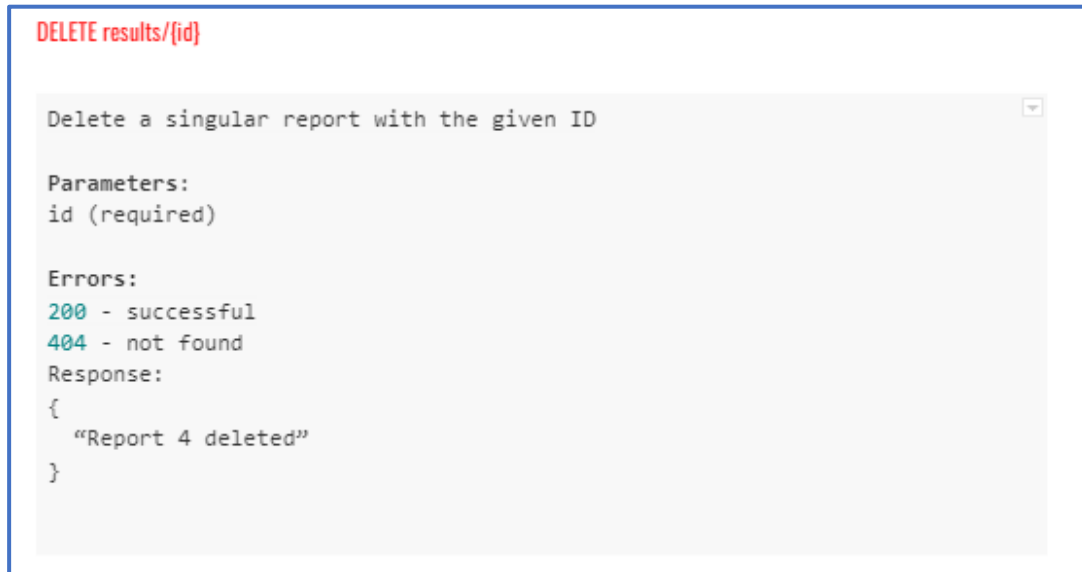 DELETE results/{id}
Delete a singular report with the given ID
Parameters:
id (required)
Errors:
200 - successful
404 - not found
Response:
{
“Report 4 deleted”
}